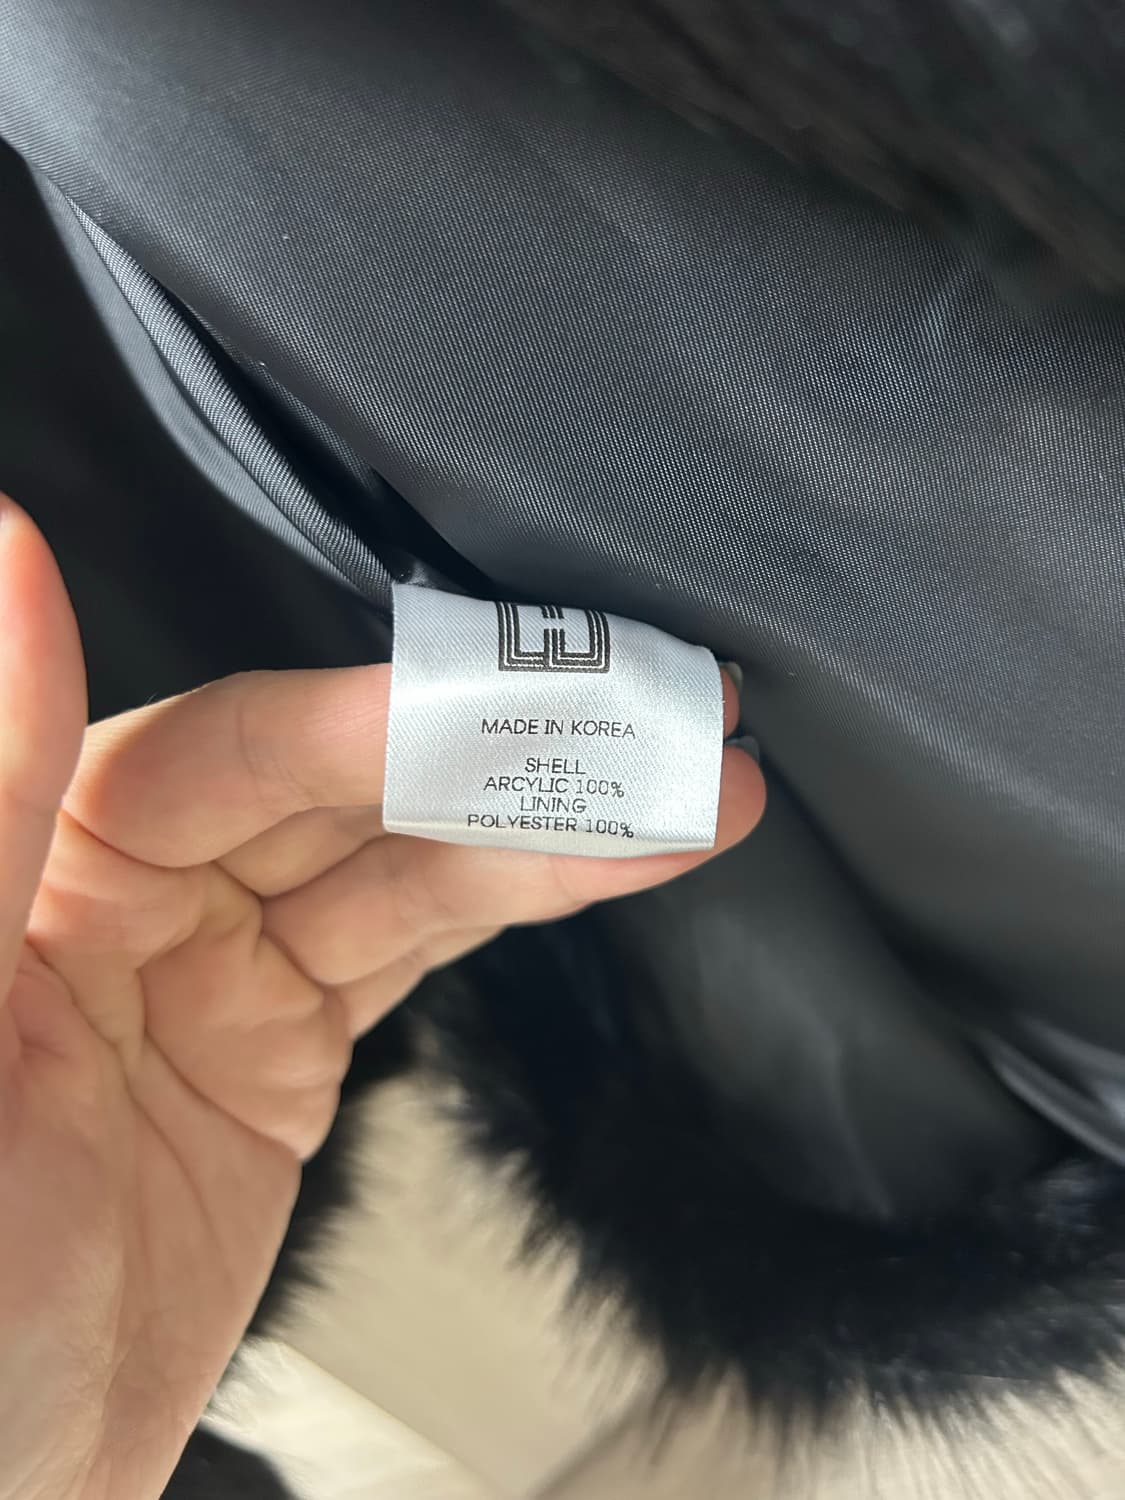 MADE IN KOREA
SHELL
ARCYLIC 100%
LINING
POLYESTER 100%